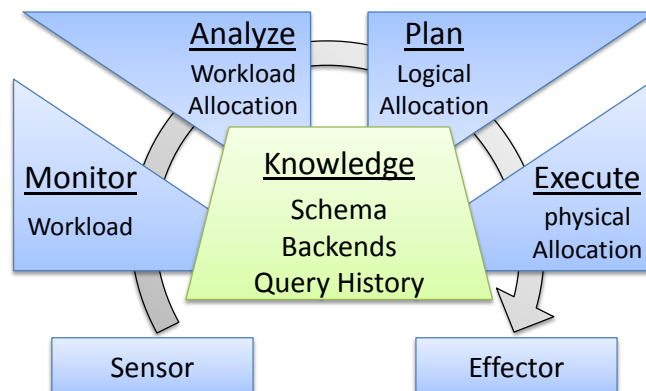 Analyze
Workload
Allocation
Plan
Logical
Allocation
Monitor
Workload
Knowledge
Schema
Backends
Query History
Execute
physical
Allocation
Sensor
Effector